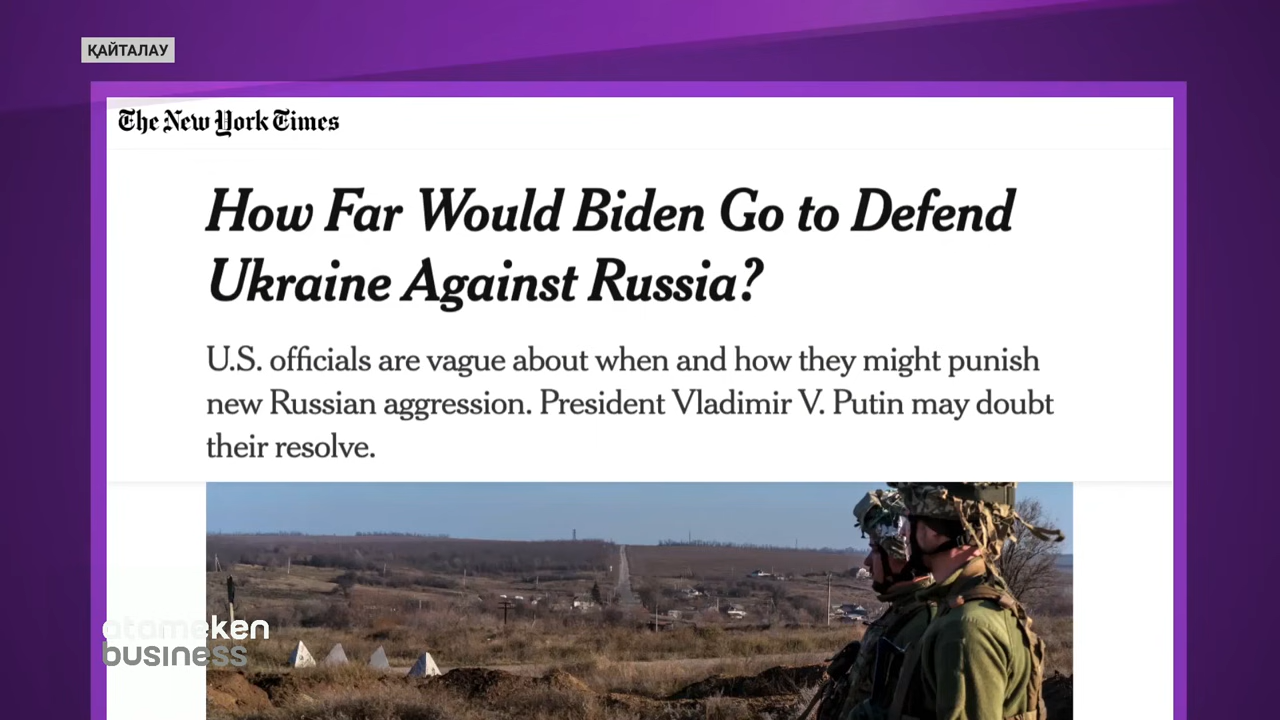 ҚАЙТАЛАУ
The New York Times
How Far Would Biden Go to Defend
Ukraine Against Russia?
U.S. officials are vague about when and how they might punish
new Russian aggression. President Vladimir V. Putin may doubt
their resolve.
atameken
business